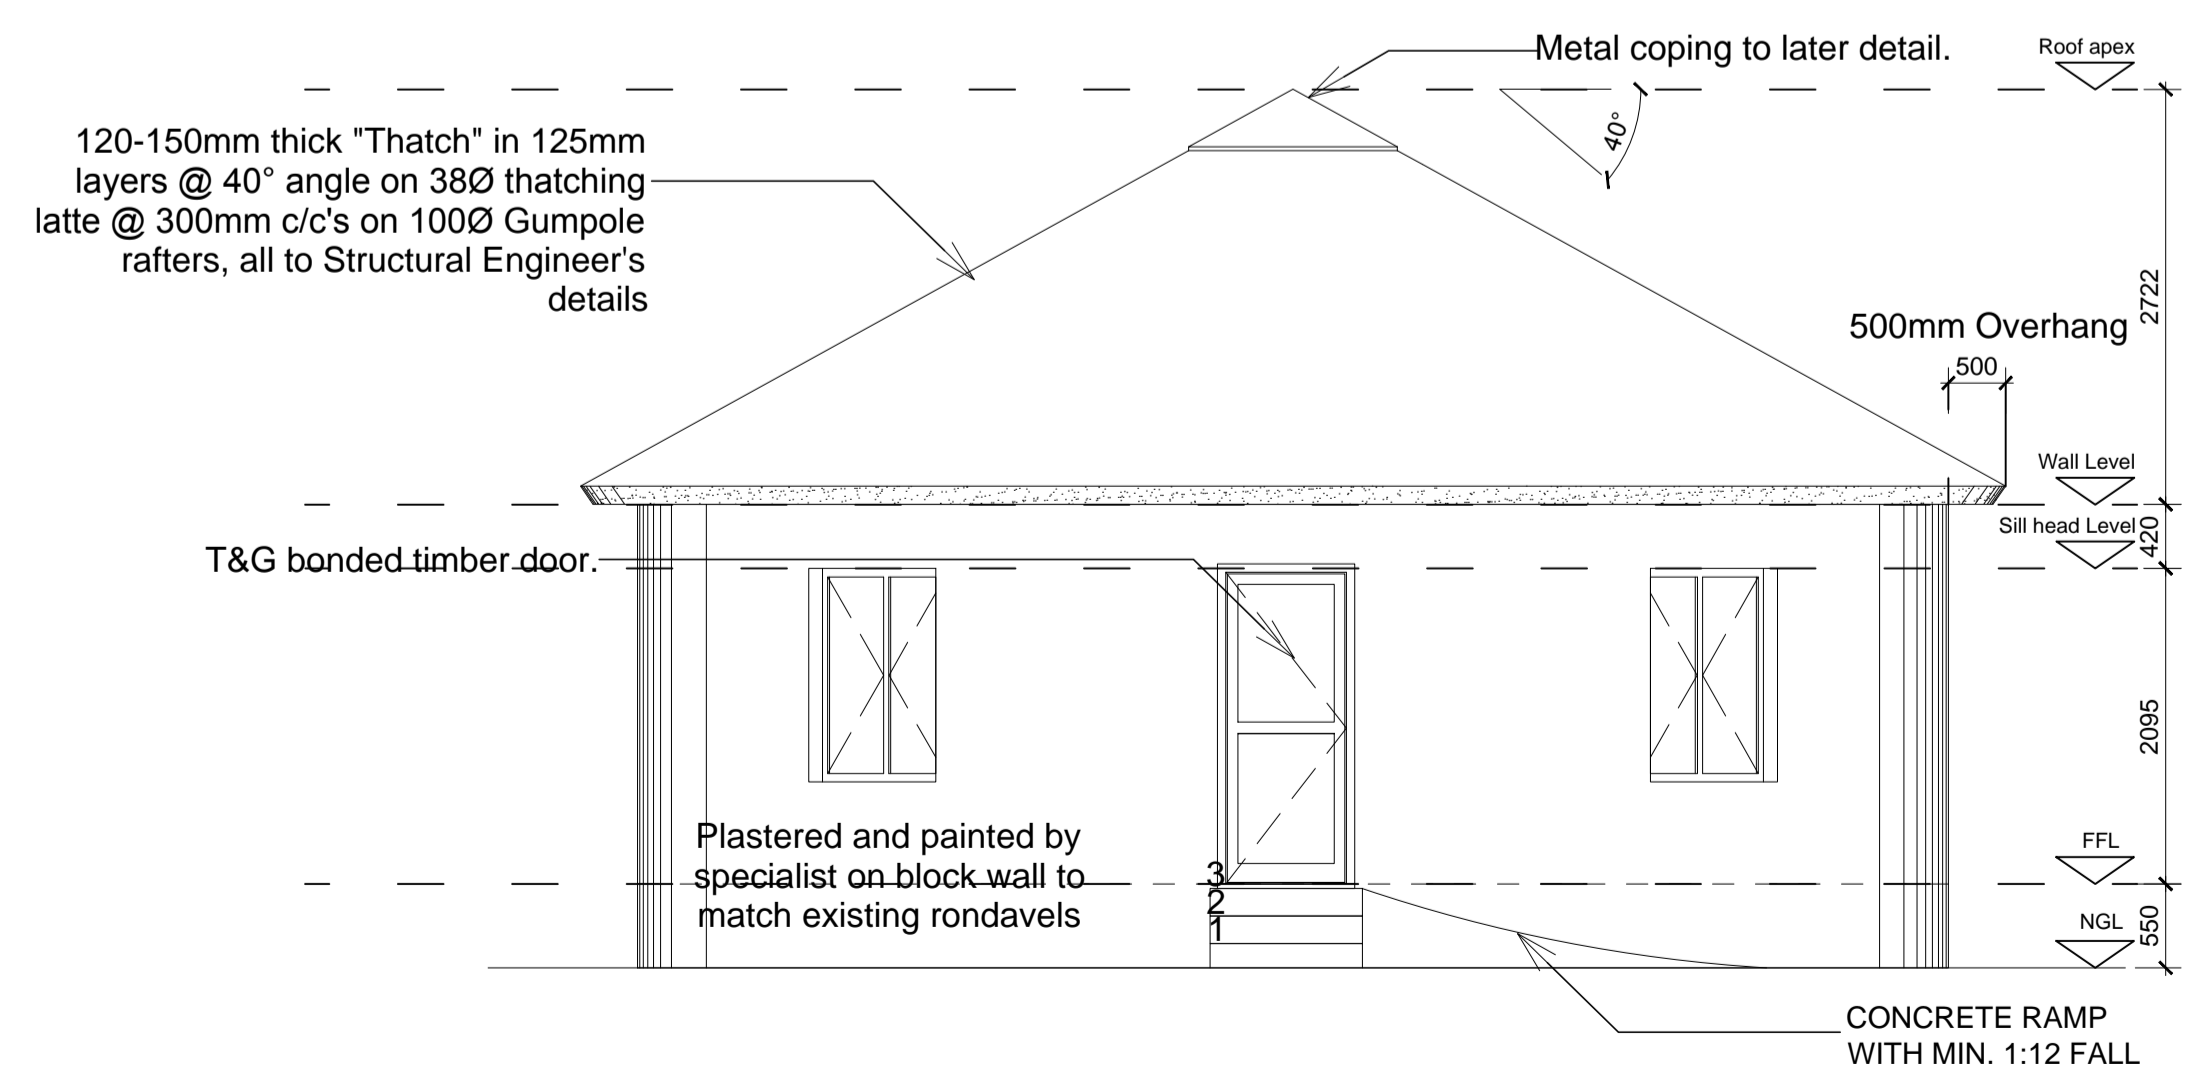 Metal coping to later detail.
Roof apex
120-150mm thick "Thatch" in 125mm
layers @ 40° angle on 38Ø thatching
latte @ 300mm c/c's on 100Ø Gumpole
rafters, all to Structural Engineer's
details
40°
2722
500mm Overhang
500
Wall Level
Sill head Level
420
T&G bonded timber door.
2095
Plastered and painted by
specialist on block wall to
match existing rondavels
3
2
1
FFL
NGL
550
CONCRETE RAMP
WITH MIN. 1:12 FALL